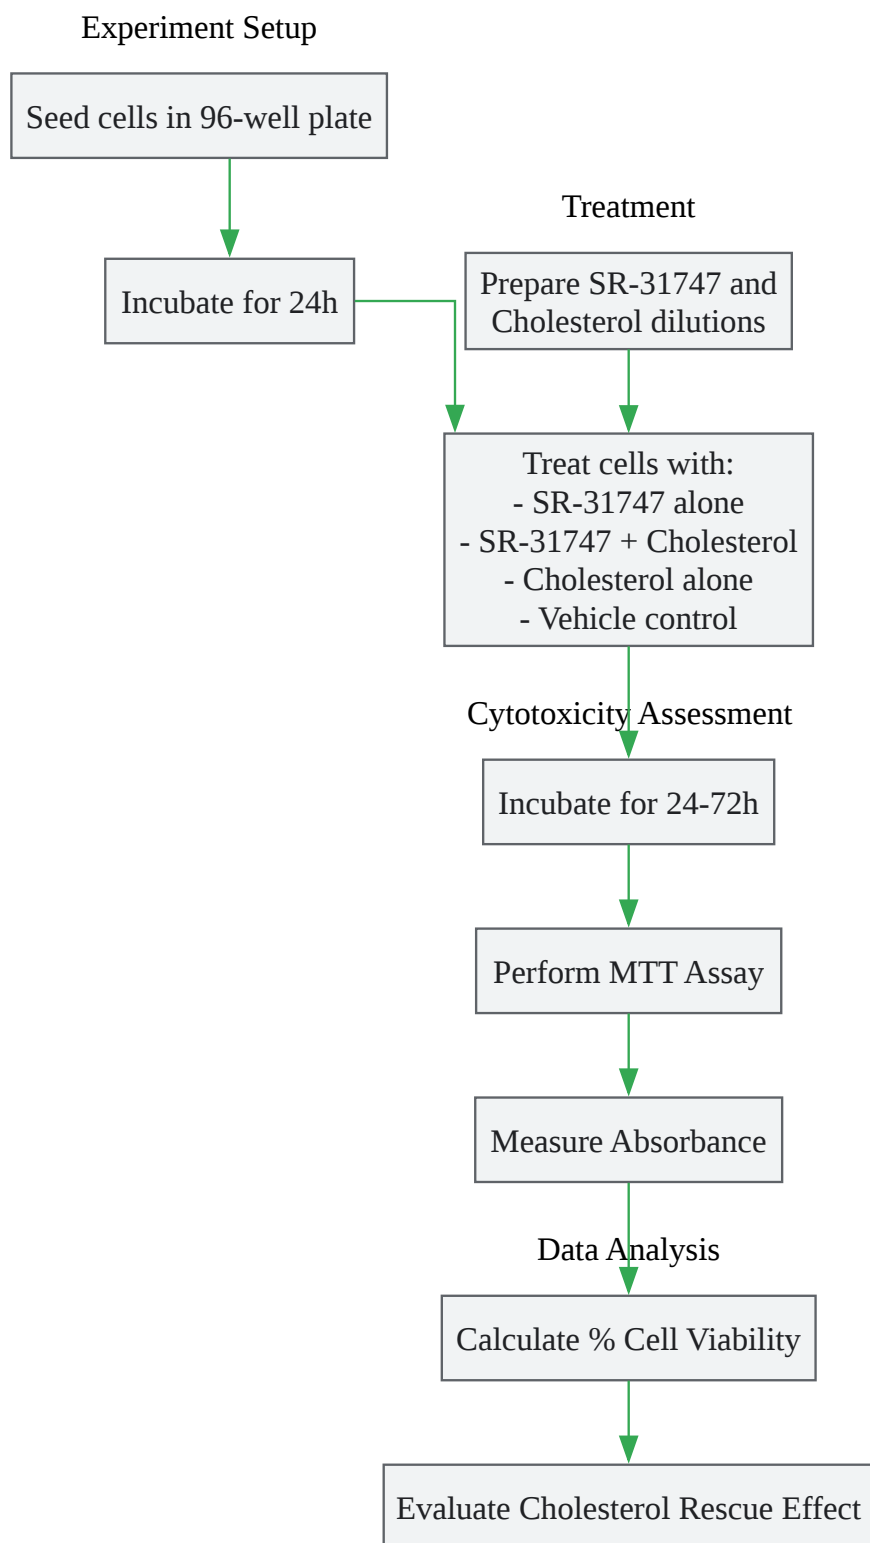 Experiment Setup
Seed cells in 96-well plate
Incubate for 24h
Treatment
Prepare SR-31747 and
Cholesterol dilutions
Treat cells with:
- SR-31747 alone
- SR-31747 + Cholesterol
- Cholesterol alone
- Vehicle control
Cytotoxicity Assessment
Incubate for 24-72h
Perform MTT Assay
Measure Absorbance
Data Analysis
Calculate % Cell Viability
Evaluate Cholesterol Rescue Effect